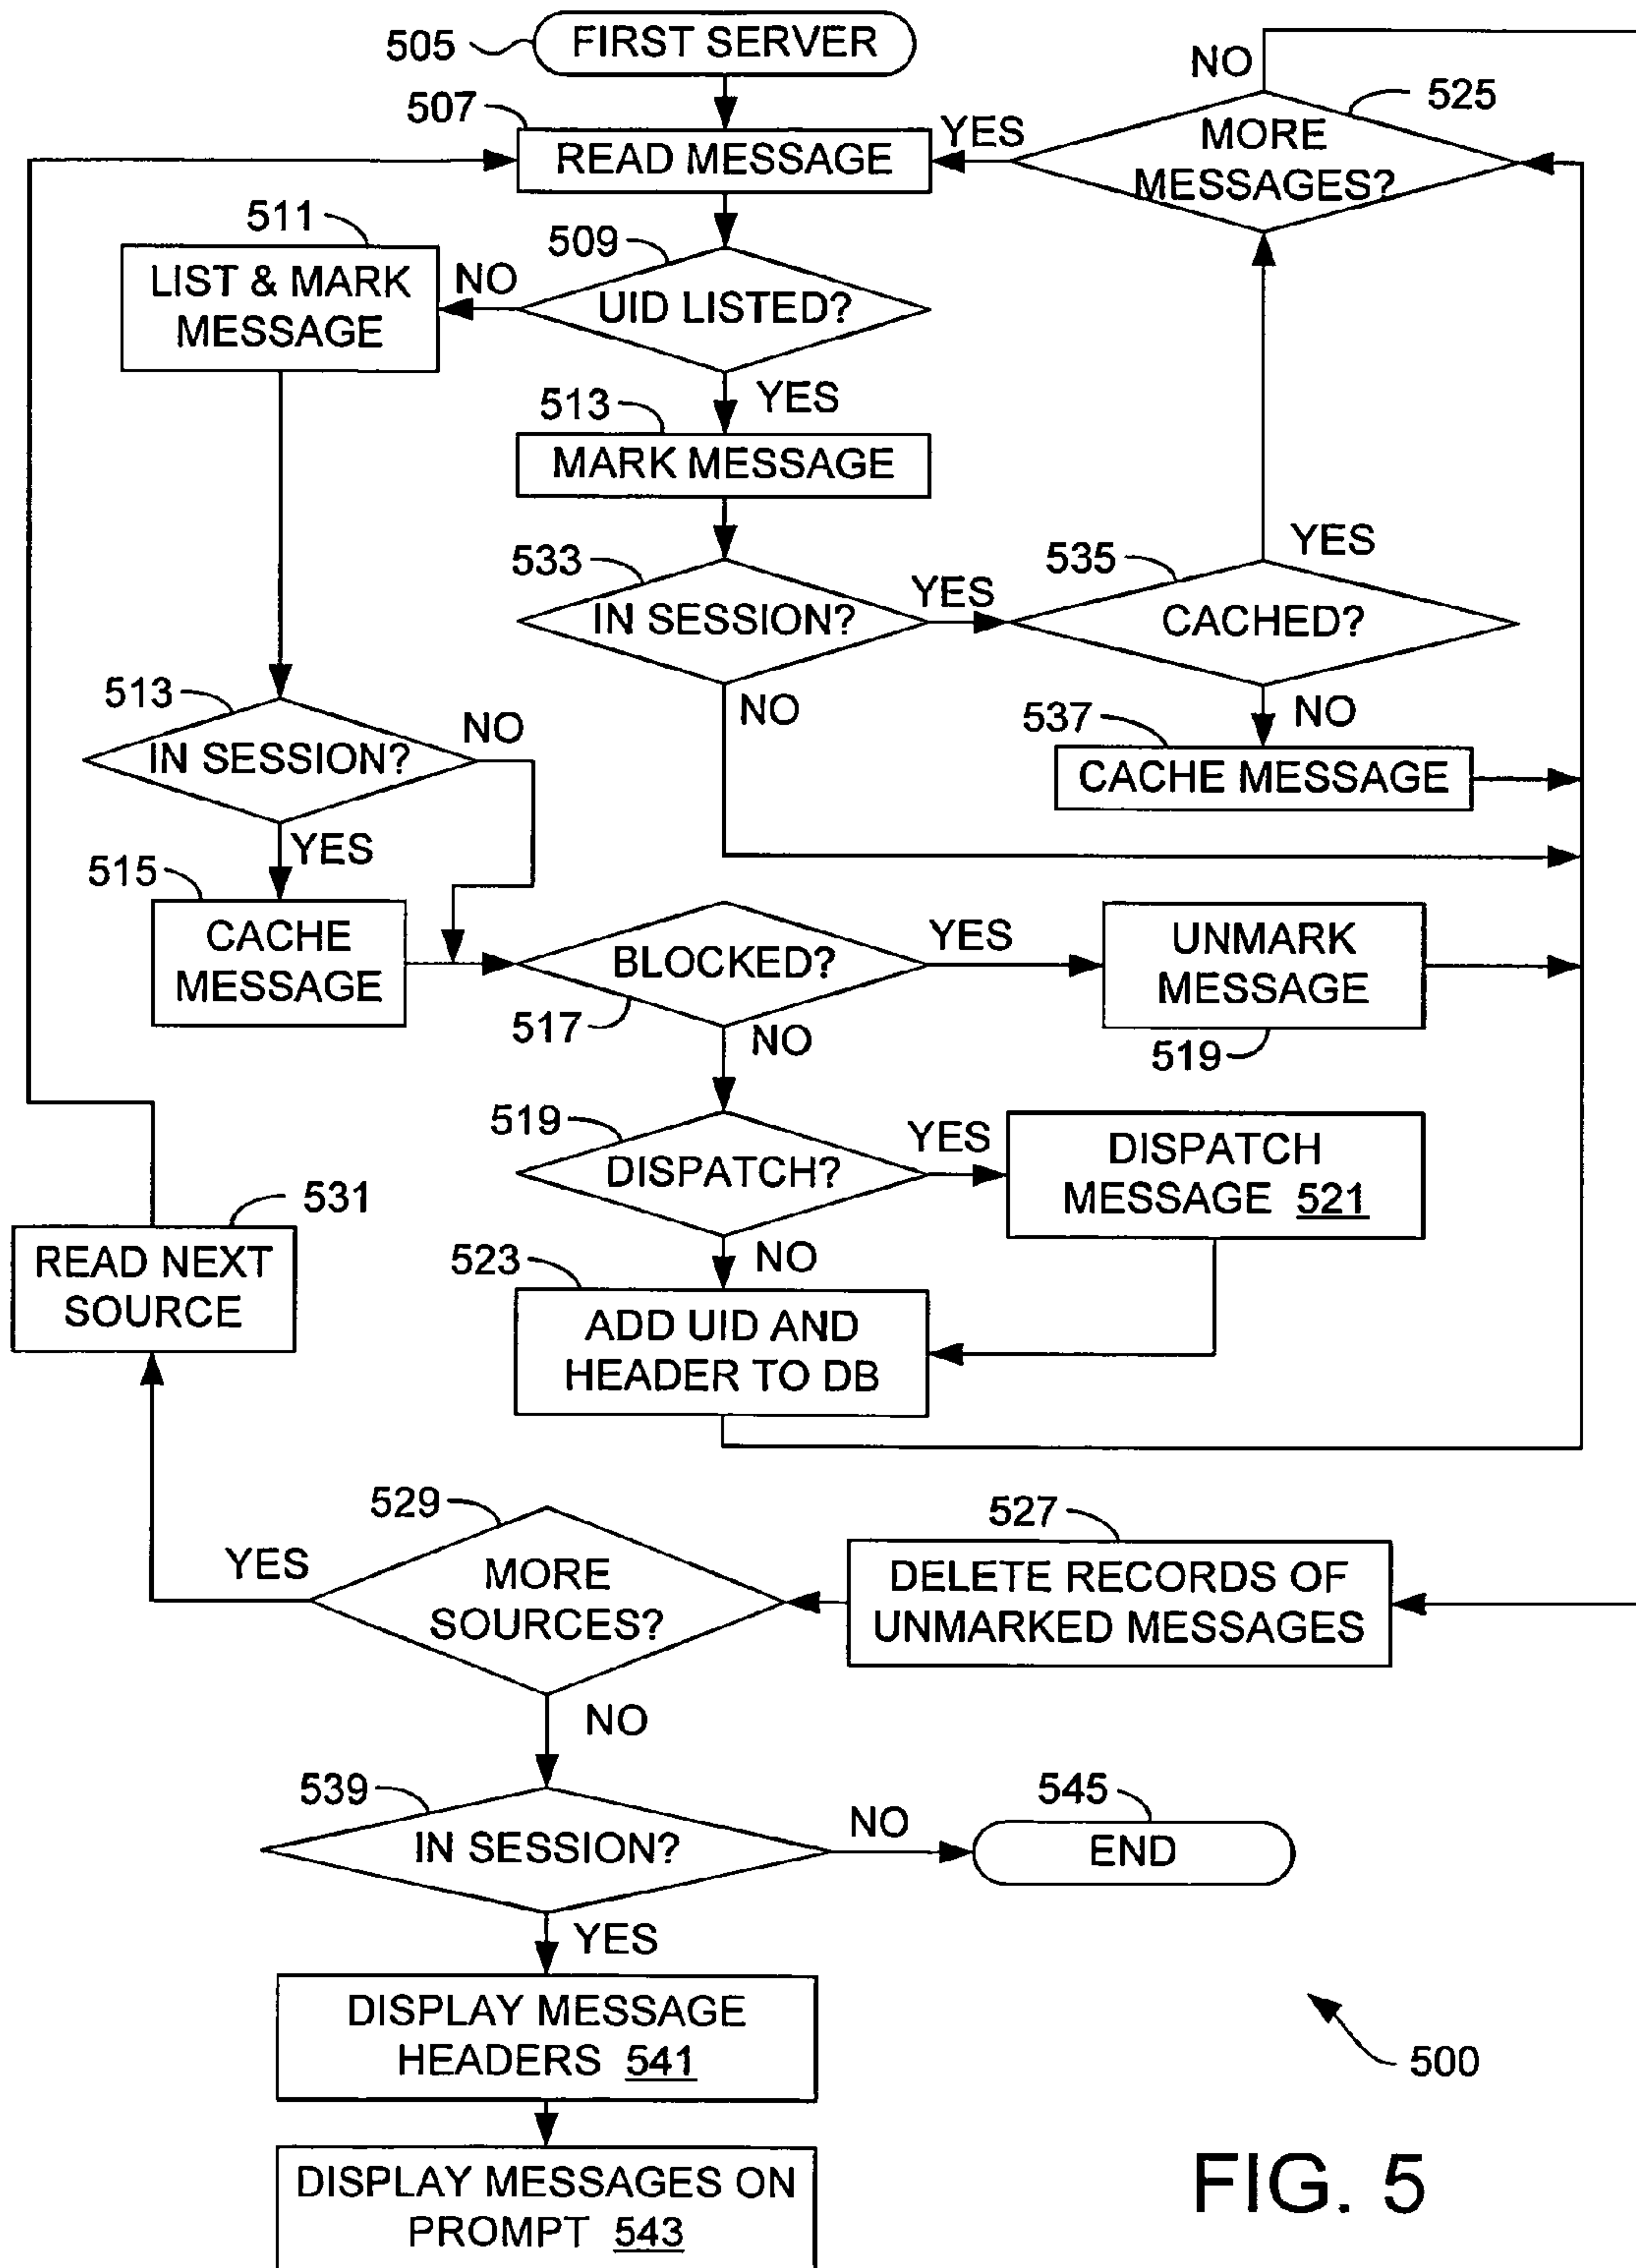 505
FIRST SERVER
NO
507
525
READ MESSAGE
YES
MORE
MESSAGES?
511
509
LIST & MARK
MESSAGE
NO
UID LISTED?
YES
513
MARK MESSAGE
533
IN SESSION?
YES
535
YES
CACHED?
NO
NO
513
IN SESSION?
NO
537
CACHE MESSAGE
YES
515
CACHE
MESSAGE
BLOCKED?
YES
UNMARK
MESSAGE
517
NO
519
519
DISPATCH?
YES
DISPATCH
MESSAGE 521
531
READ NEXT
SOURCE
523
NO
ADD UID AND
HEADER TO DB
529
527
YES
MORE
SOURCES?
DELETE RECORDS OF
UNMARKED MESSAGES
NO
539
545
IN SESSION?
NO
END
YES
DISPLAY MESSAGE
HEADERS 541
500
DISPLAY MESSAGES ON
PROMPT 543
FIG. 5